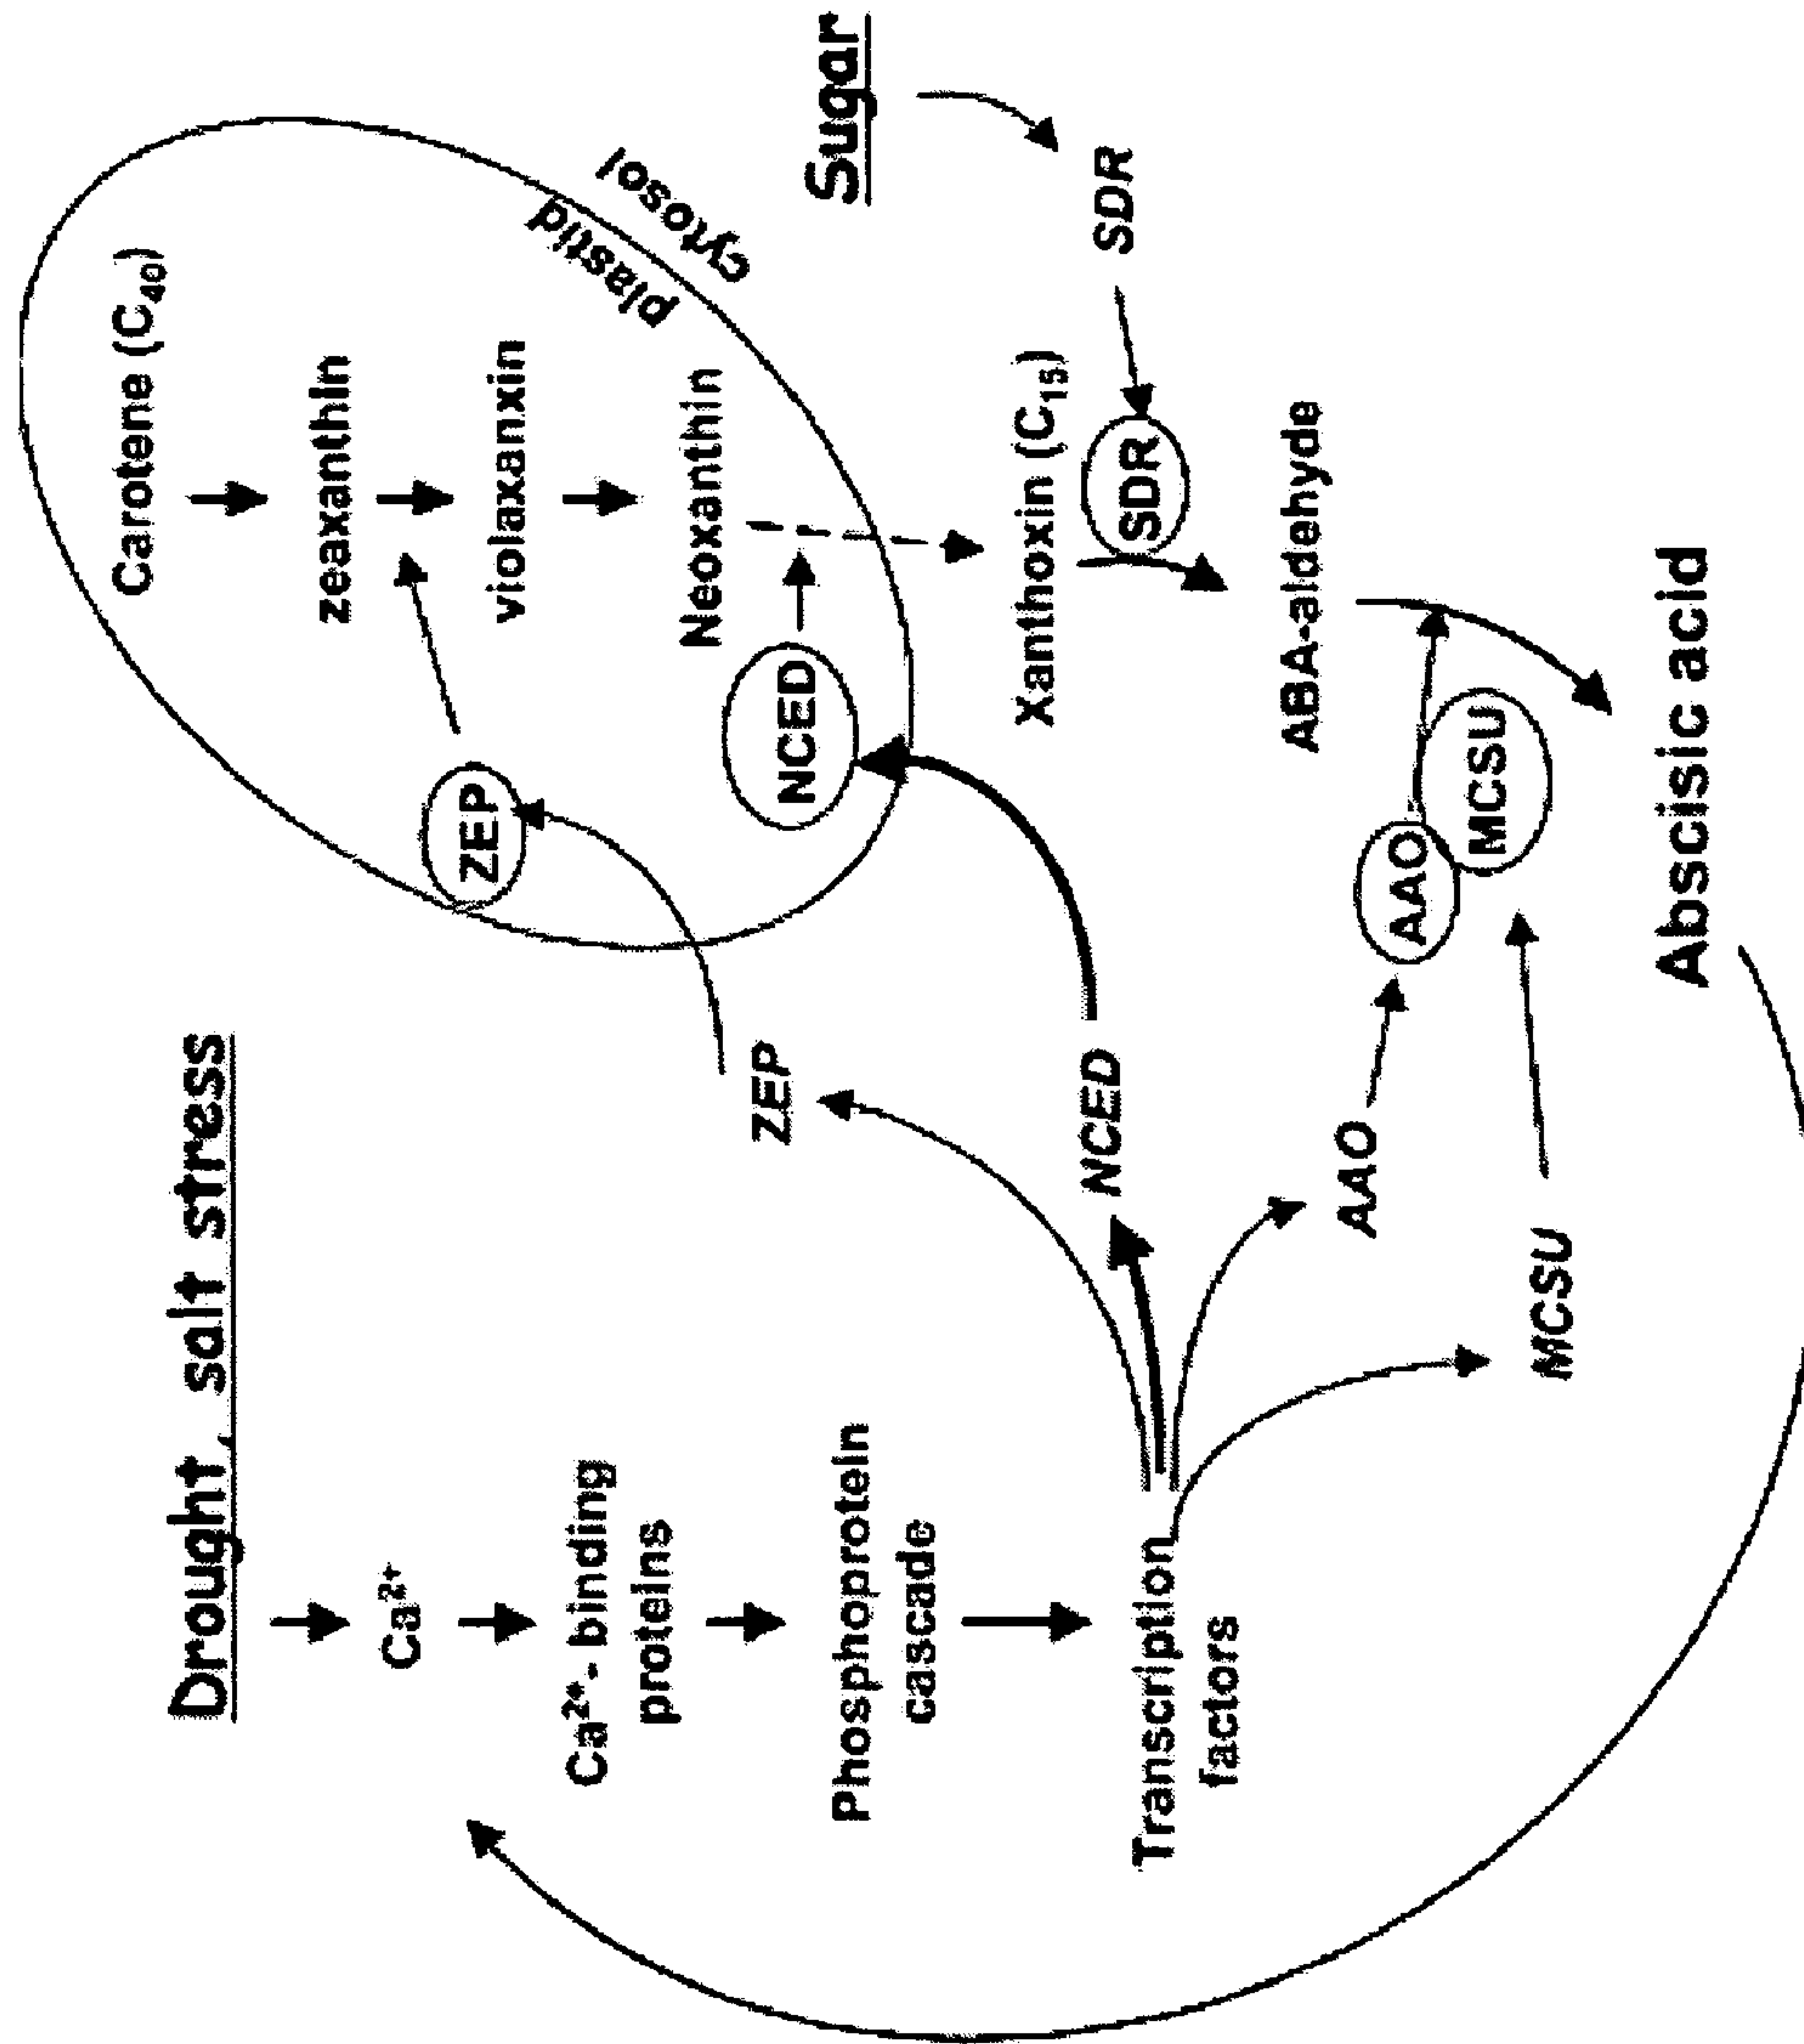 Drought, salt stress
Ca²⁺
Ca²⁺- binding
proteins
Phosphoprotein
cascade
Transcription
factors
ZEP
NCED
AAO
MCSU
Carotene (C₄₀)
zeaxanthin
violaxanxin
Neoxanthin
ZEP
NCED
plastid
cytosol
Sugar
SDR
Xanthoxin (C₁₅)
SDR
ABA-aldehyde
AAO
MCSU
Abscisic acid